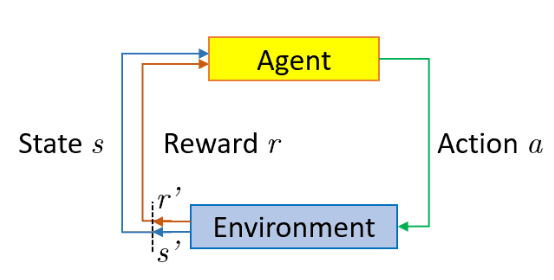 Agent
State s
Reward r
Action a
r’
Environment
s’